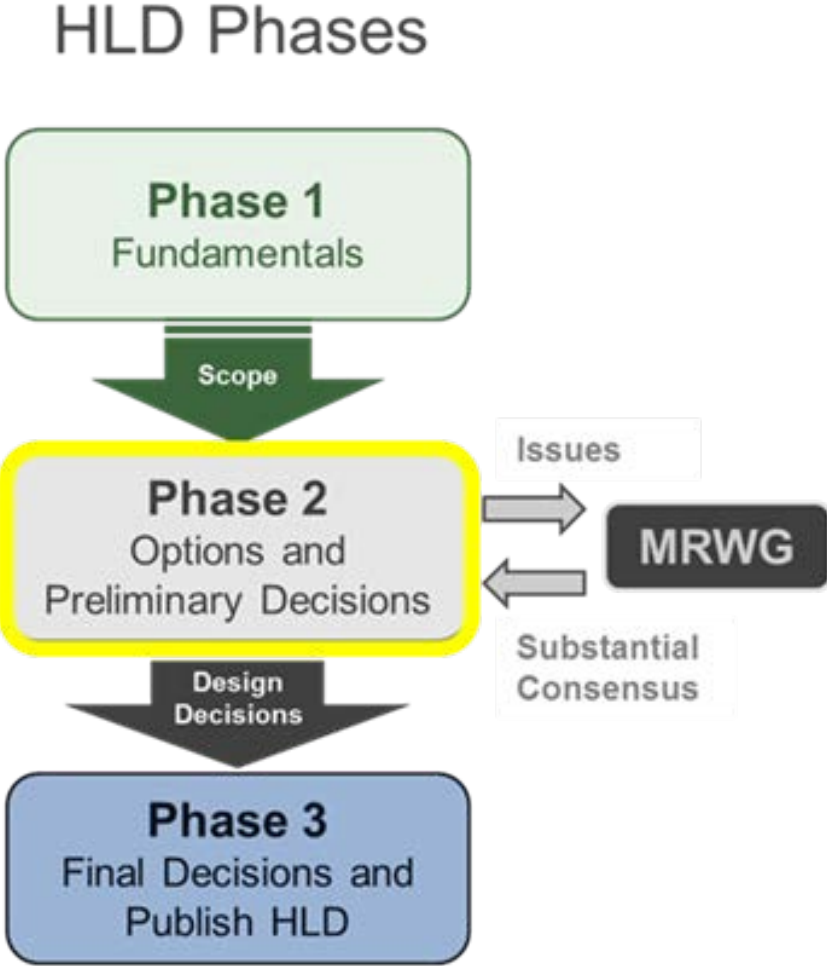 HLD Phases
Phase 1
Fundamentals
Scope
Phase 2
Options and
Preliminary Decisions
Issues
MRWG
Substantial
Consensus
Design
Decisions
Phase 3
Final Decisions and
Publish HLD